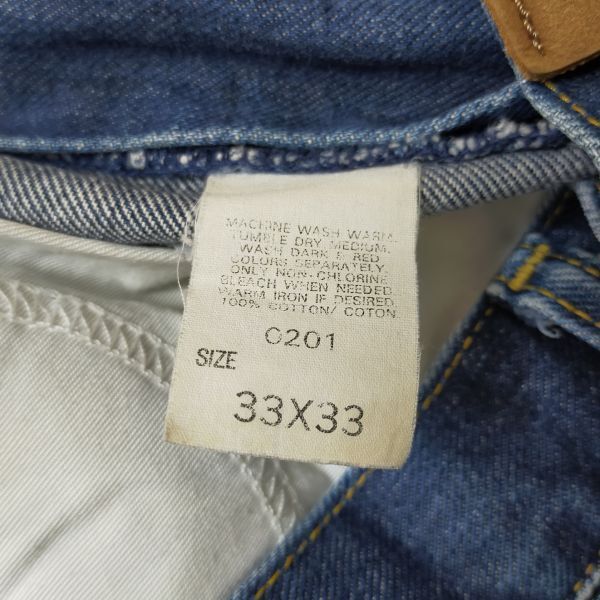 MACHINE WASH WARM.
TUMBLE DRY MEDIUM.
WASH DARK & RED
COLORS SEPARATELY.
ONLY NON-CHLORINE
BLEACH WHEN NEEDED.
WARM IRON IF DESIRED.
100% COTTON/ COTON
0201
SIZE
33X33